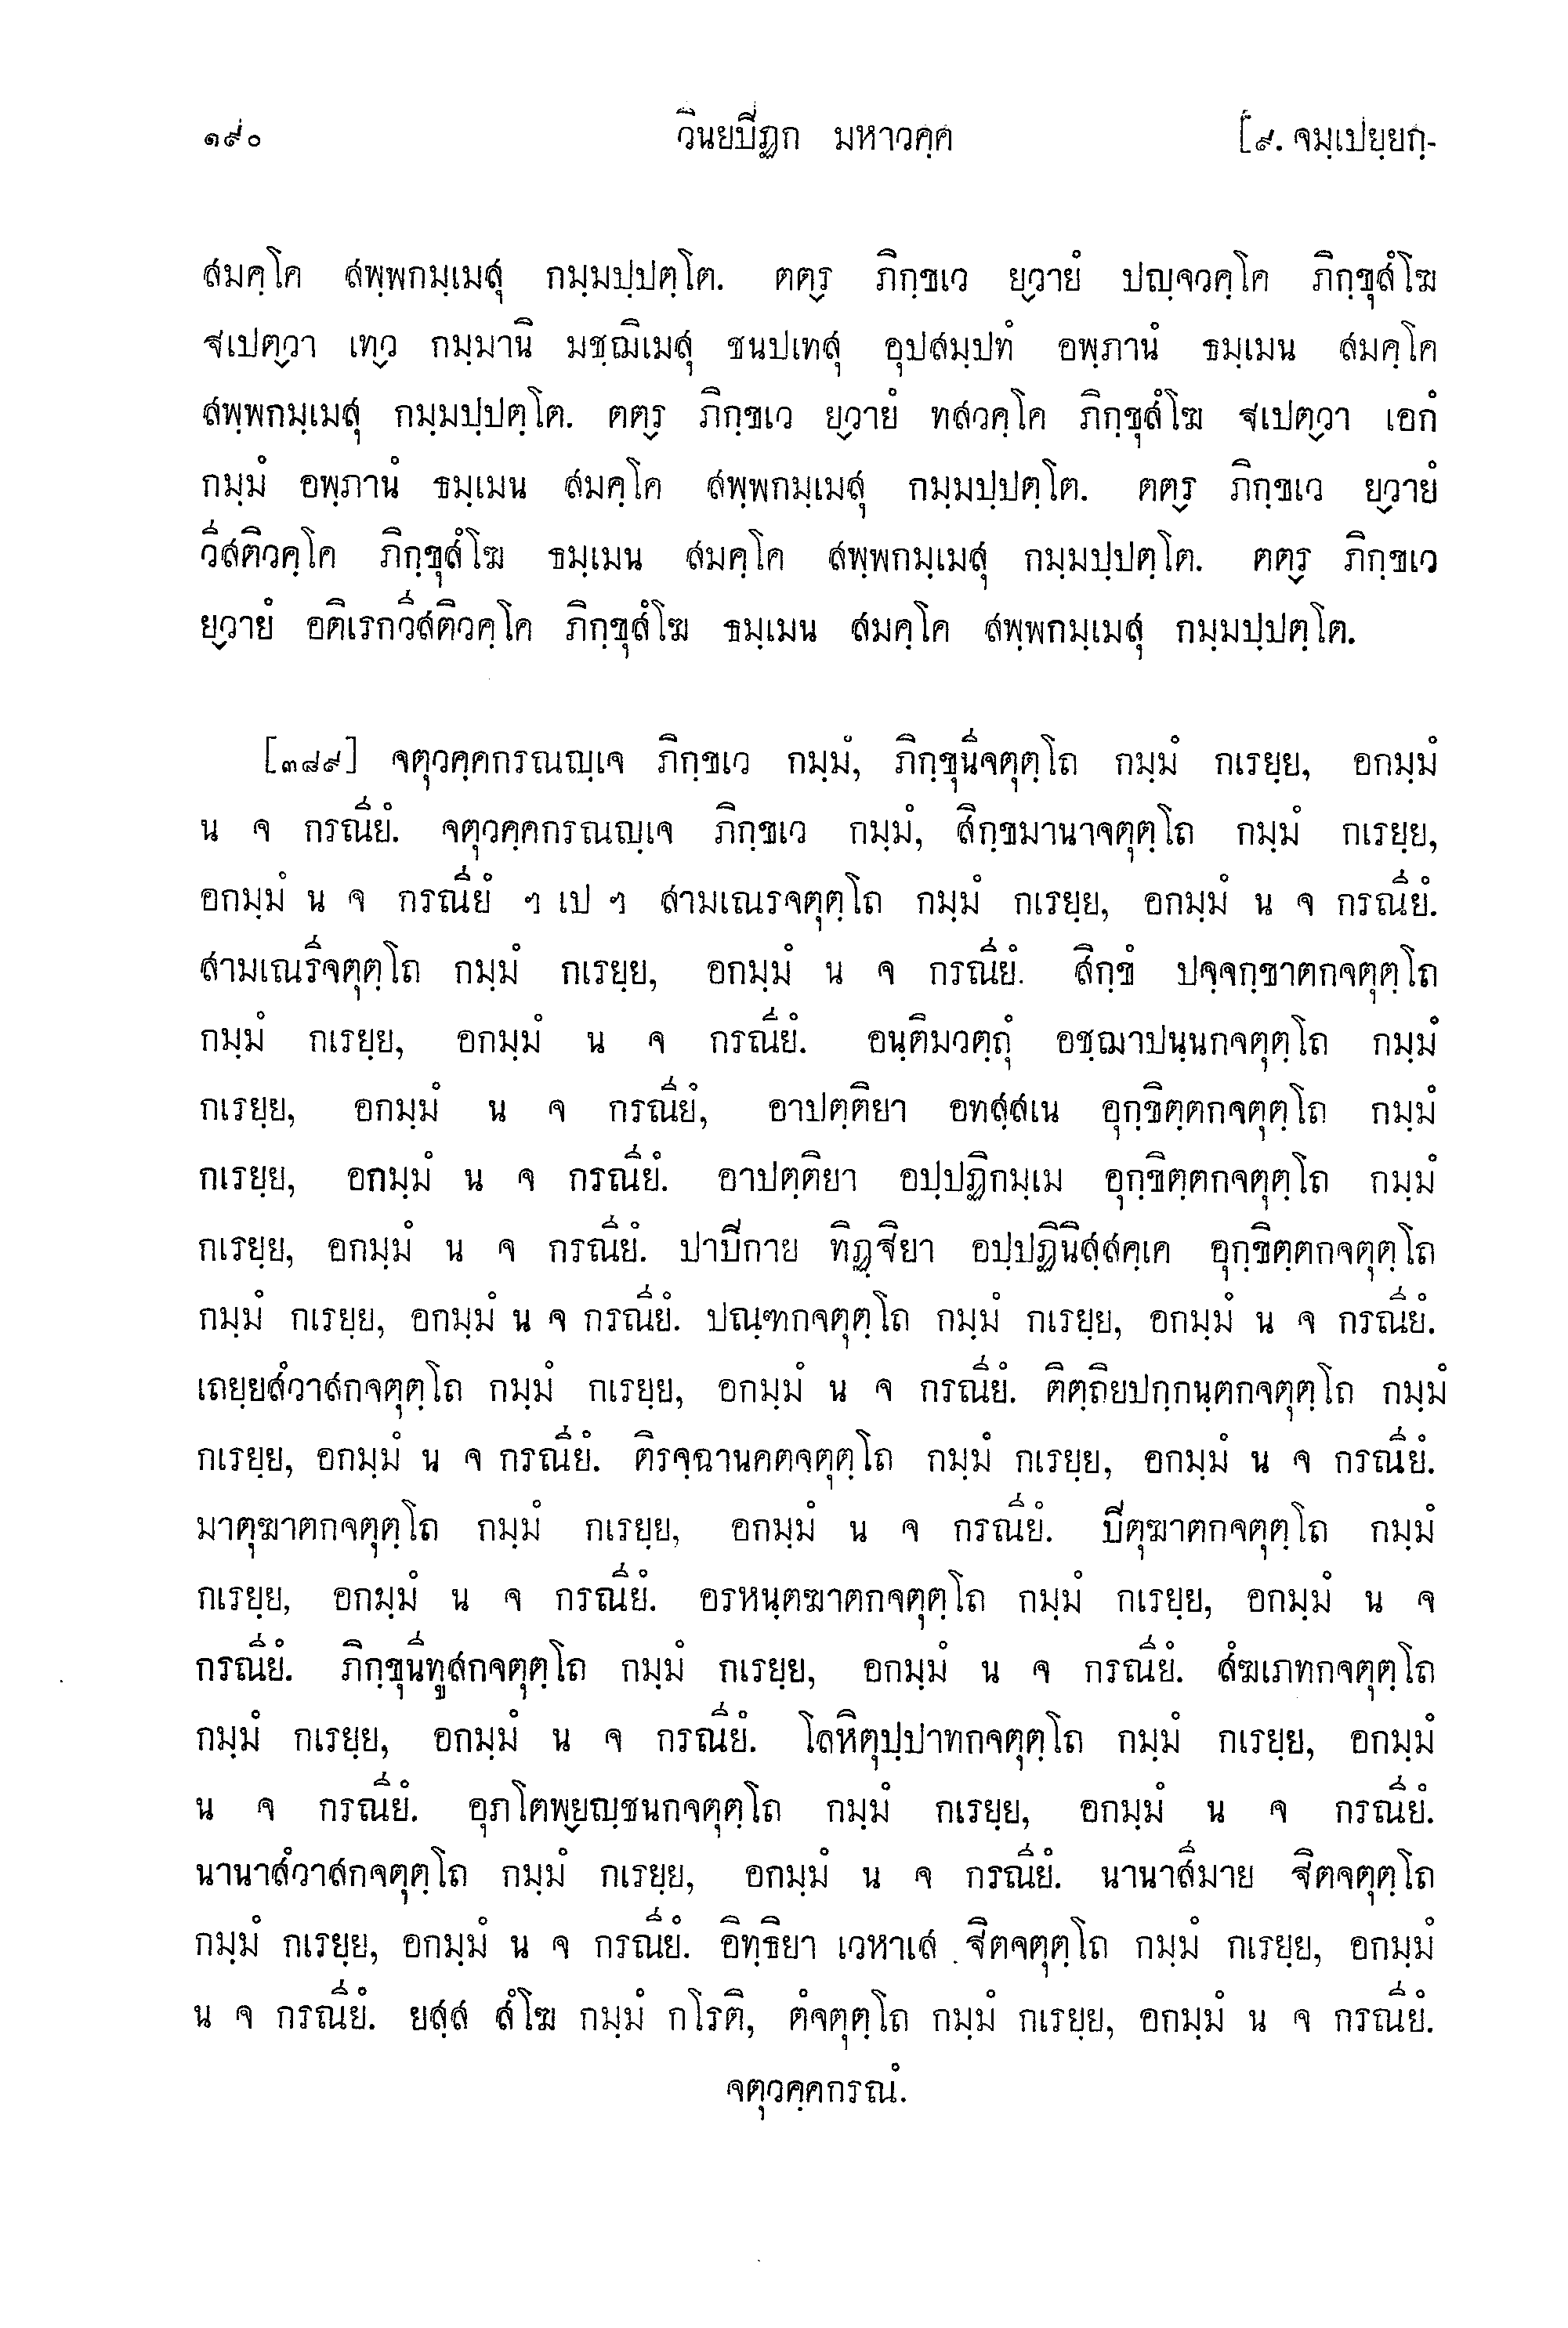 ๑๙๐ วินยปิฏก มหาวคฺค [๙. จมฺเปยฺยกฺ-
สมคฺโค สพฺพกมฺเมสุ กมฺมปฺปตฺโต. ตตฺร ภิกฺขเว ยฺวายํ ปญฺจวคฺโค ภิกฺขุสํโฆ
ฐเปตฺวา เทฺว กมฺมานิ มชฺฌิเมสุ ชนปเทสุ อุปสมฺปทํ อพฺภานํ ธมฺเมน สมคฺโค
สพฺพกมฺเมสุ กมฺมปฺปตฺโต. ตตฺร ภิกฺขเว ยฺวายํ ทสวคฺโค ภิกฺขุสํโฆ ฐเปตฺวา เอกํ
กมฺมํ อพฺภานํ ธมฺเมน สมคฺโค สพฺพกมฺเมสุ กมฺมปฺปตฺโต. ตตฺร ภิกฺขเว ยฺวายํ
วีสติวคฺโค ภิกฺขุสํโฆ ธมฺเมน สมคฺโค สพฺพกมฺเมสุ กมฺมปฺปตฺโต. ตตฺร ภิกฺขเว
ยฺวายํ อติเรกวีสติวคฺโค ภิกฺขุสํโฆ ธมฺเมน สมคฺโค สพฺพกมฺเมสุ กมฺมปฺปตฺโต.
[๓๘๙] จตุวคฺคกรณญฺเจ ภิกฺขเว กมฺมํ, ภิกฺขุนีจตุตฺโถ กมฺมํ กเรยฺย, อกมฺมํ
น จ กรณียํ. จตุวคฺคกรณญฺเจ ภิกฺขเว กมฺมํ, สิกฺขมานาจตุตฺโถ กมฺมํ กเรยฺย,
อกมฺมํ น จ กรณียํ ฯ เป ฯ สามเณรจตุตฺโถ กมฺมํ กเรยฺย, อกมฺมํ น จ กรณียํ.
สามเณรีจตุตฺโถ กมฺมํ กเรยฺย, อกมฺมํ น จ กรณียํ. สิกฺขํ ปจฺจกฺขาตกจตุตฺโถ
กมฺมํ กเรยฺย, อกมฺมํ น จ กรณียํ. อนฺติมวตฺถุํ อชฺฌาปนฺนกจตุตฺโถ กมฺมํ
กเรยฺย, อกมฺมํ น จ กรณียํ, อาปตฺติยา อทสฺสเน อุกฺขิตฺตกจตุตฺโถ กมฺมํ
กเรยฺย, อกมฺมํ น จ กรณียํ. อาปตฺติยา อปฺปฏิกมฺเม อุกฺขิตฺตกจตุตฺโถ กมฺมํ
กเรยฺย, อกมฺมํ น จ กรณียํ. ปาปิกาย ทิฏฺฐิยา อปฺปฏินิสฺสคฺเค อุกฺขิตฺตกจตุตฺโถ
กมฺมํ กเรยฺย, อกมฺมํ น จ กรณียํ. ปณฺฑกจตุตฺโถ กมฺมํ กเรยฺย, อกมฺมํ น จ กรณียํ.
เถยฺยสํวาสกจตุตฺโถ กมฺมํ กเรยฺย, อกมฺมํ น จ กรณียํ. ติตฺถิยปกฺกนฺตกจตุตฺโถ กมฺมํ
กเรยฺย, อกมฺมํ น จ กรณียํ. ติรจฺฉานคตจตุตฺโถ กมฺมํ กเรยฺย, อกมฺมํ น จ กรณียํ.
มาตุฆาตกจตุตฺโถ กมฺมํ กเรยฺย, อกมฺมํ น จ กรณียํ. ปิตุฆาตกจตุตฺโถ กมฺมํ
กเรยฺย, อกมฺมํ น จ กรณียํ. อรหนฺตฆาตกจตุตฺโถ กมฺมํ กเรยฺย, อกมฺมํ น จ
กรณียํ. ภิกฺขุนีทูสกจตุตฺโถ กมฺมํ กเรยฺย, อกมฺมํ น จ กรณียํ. สํฆเภทกจตุตฺโถ
กมฺมํ กเรยฺย, อกมฺมํ น จ กรณียํ. โลหิตุปฺปาทกจตุตฺโถ กมฺมํ กเรยฺย, อกมฺมํ
น จ กรณียํ. อุภโตพฺยญฺชนกจตุตฺโถ กมฺมํ กเรยฺย, อกมฺมํ น จ กรณียํ.
นานาสํวาสกจตุตฺโถ กมฺมํ กเรยฺย, อกมฺมํ น จ กรณียํ. นานาสีมาย ฐิตจตุตฺโถ
กมฺมํ กเรยฺย, อกมฺมํ น จ กรณียํ. อิทฺธิยา เวหาเส ฐิตจตุตฺโถ กมฺมํ กเรยฺย, อกมฺมํ
น จ กรณียํ. ยสฺส สํโฆ กมฺมํ กโรติ, ตํจตุตฺโถ กมฺมํ กเรยฺย, อกมฺมํ น จ กรณียํ.
จตุวคฺคกรณํ.